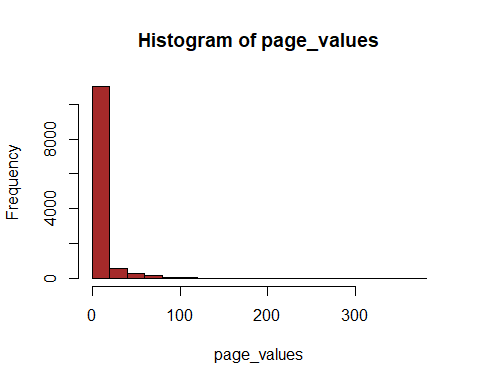 Histogram of page_values
Frequency
8000
4000
0
0 100 200 300
page_values